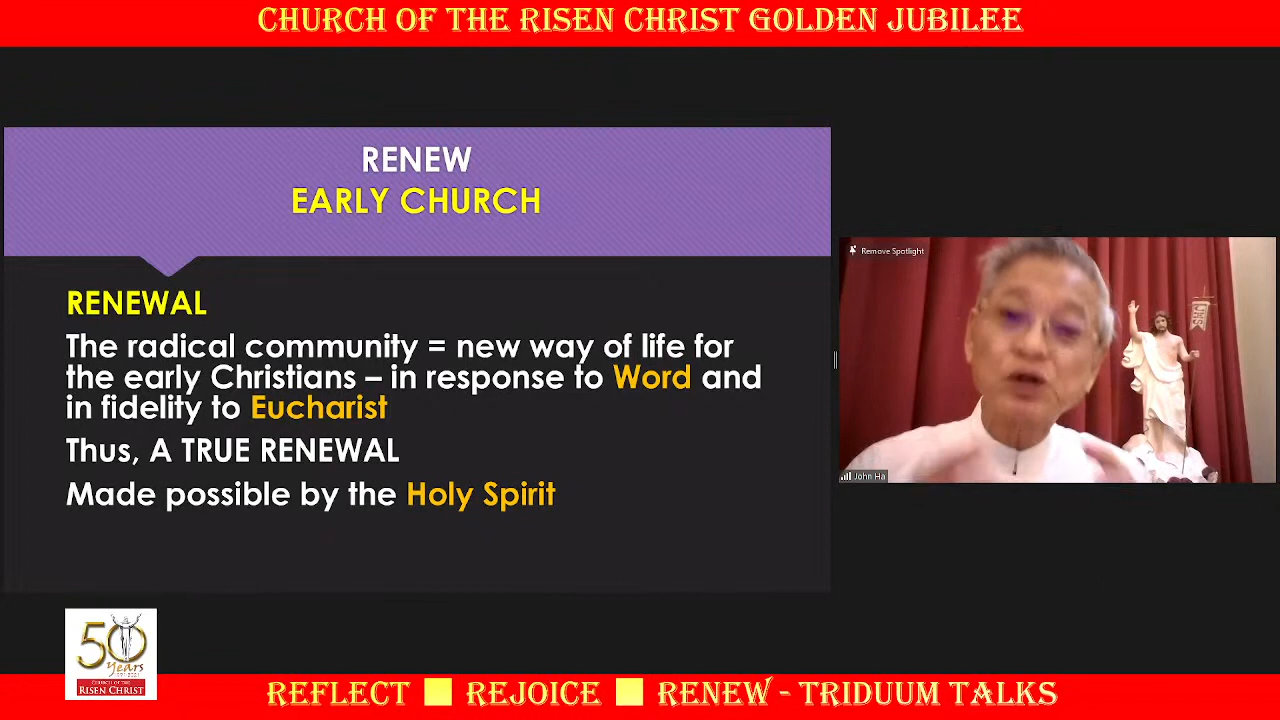 CHURCH OF THE RISEN CHRIST GOLDEN JUBILEE
RENEW
EARLY CHURCH
RENEWAL
The radical community = new way of life for
the early Christians – in response to Word and
in fidelity to Eucharist
Thus, A TRUE RENEWAL
Made possible by the Holy Spirit
Remove Spotlight
John Ha
50
Years
CHURCH OF THE
RISEN CHRIST
REFLECT REJOICE RENEW - TRIDUUM TALKS